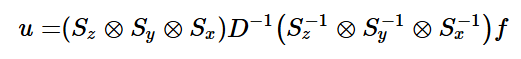 u =(S_z ⊗ S_y ⊗ S_x)D^{-1}(S_z^{-1} ⊗ S_y^{-1} ⊗ S_x^{-1})f